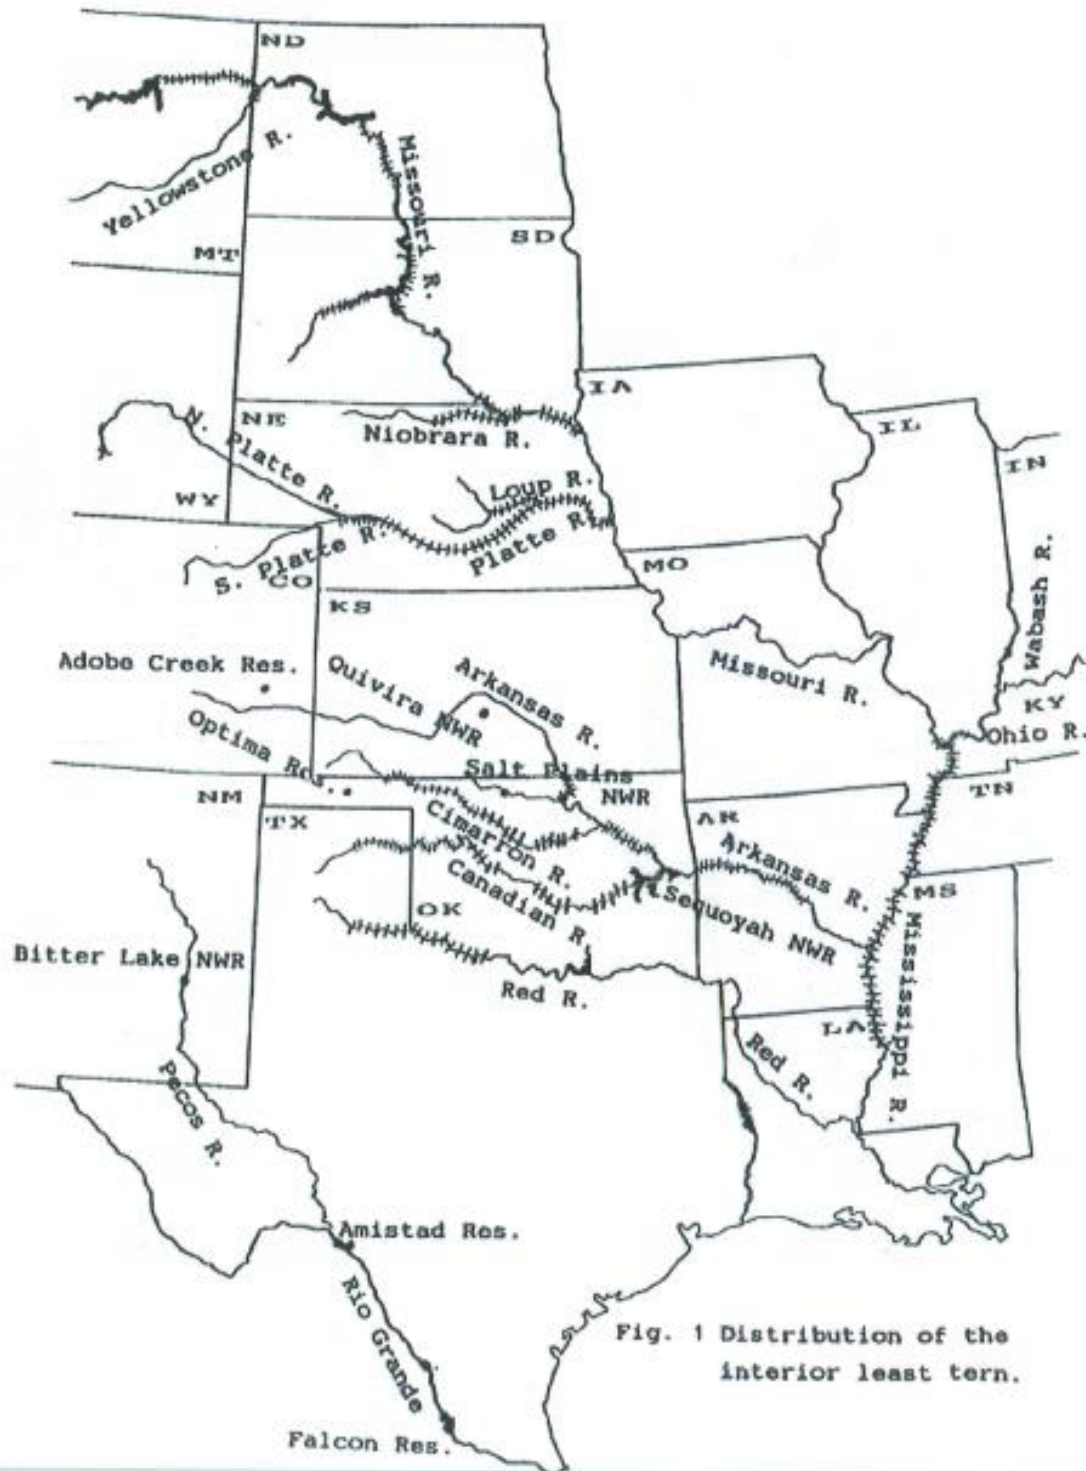 ND
Missouri R.
Yellowstone R.
MT
SD
IA
NE
N. Platte R.
Niobrara R.
IL
IN
Loup R.
WY
Platte R.
S. Platte R.
CO
MO
KS
Wabash R.
Adobe Creek Res.
Quivira NWR
Arkansas R.
Missouri R.
KY
Ohio R.
Optima Res.
Salt Plains
NWR
NM
TX
TN
Cimarron R.
AR
Arkansas R.
Canadian R.
OK
Sequoyah NWR
MS
Mississippi R.
Bitter Lake NWR
Red R.
LA
Red R.
Pecos R.
Amistad Res.
Rio Grande
Fig. 1 Distribution of the
interior least tern.
Falcon Res.